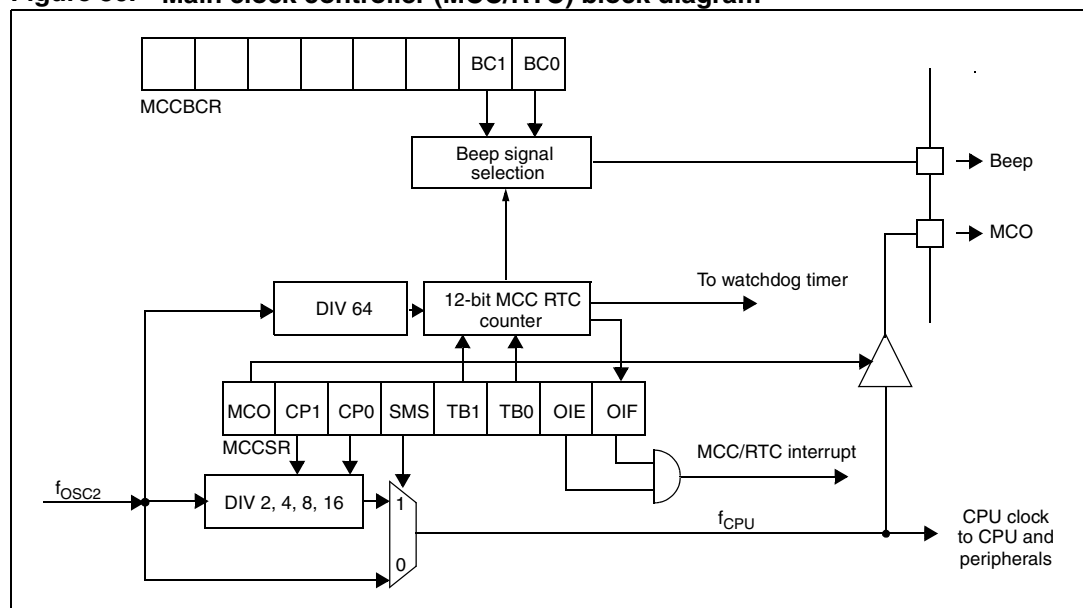 Main clock controller (MCC/RTC) block diagram
BC1 BC0
MCCBCR
Beep signal
selection
Beep
MCO
To watchdog timer
DIV 64
12-bit MCC RTC
counter
MCO CP1 CP0 SMS TB1 TB0 OIE OIF
MCCSR
MCC/RTC interrupt
fOSC2
DIV 2, 4, 8, 16
1
fCPU
CPU clock
to CPU and
peripherals
0